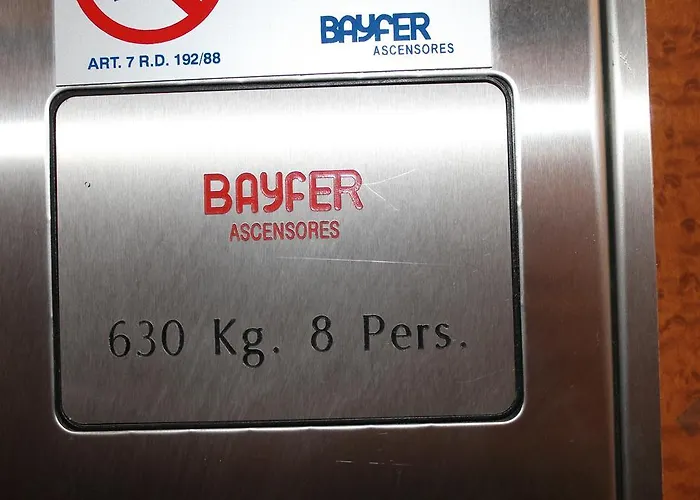 ART. 7 R.D. 192/88
BAYFER
ASCENSORES
BAYFER
ASCENSORES
630 Kg. 8 Pers.